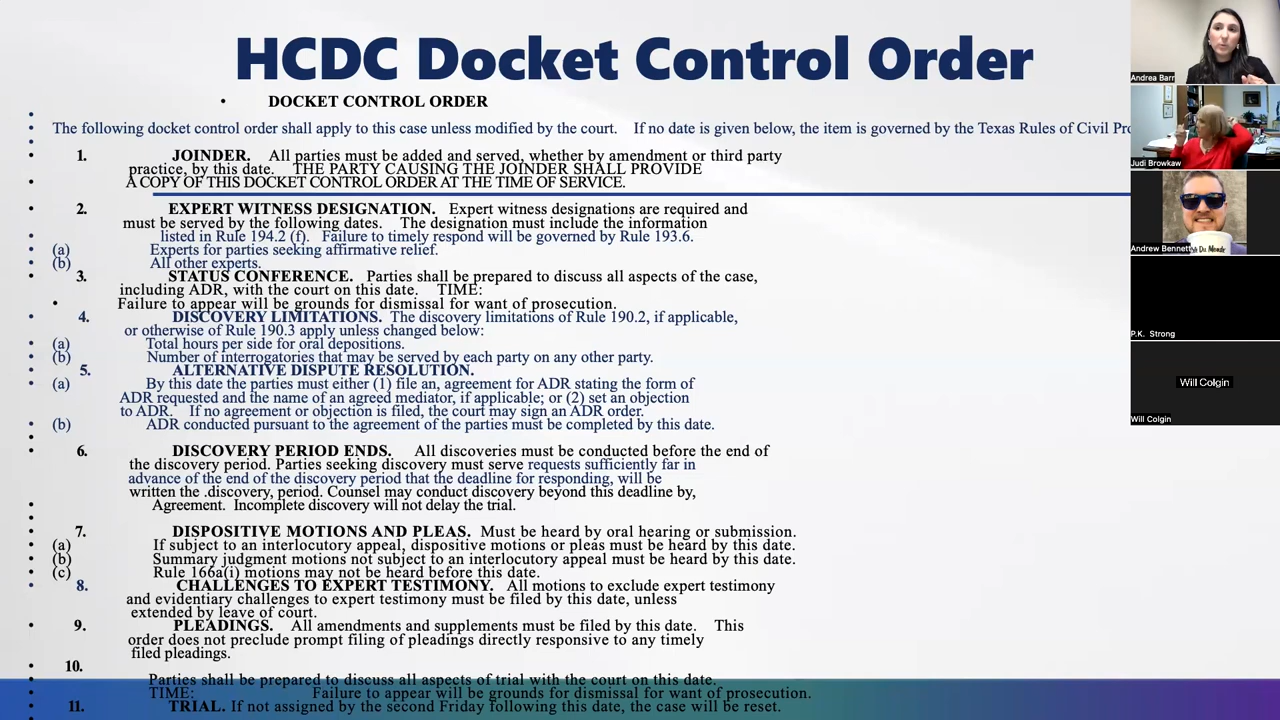 HCDC Docket Control Order
• DOCKET CONTROL ORDER
•
• The following docket control order shall apply to this case unless modified by the court. If no date is given below, the item is governed by the Texas Rules of Civil Pro
•
• 1. JOINDER. All parties must be added and served, whether by amendment or third party
practice, by this date. THE PARTY CAUSING THE JOINDER SHALL PROVIDE
• A COPY OF THIS DOCKET CONTROL ORDER AT THE TIME OF SERVICE.
• 2. EXPERT WITNESS DESIGNATION. Expert witness designations are required and
must be served by the following dates. The designation must include the information
• listed in Rule 194.2 (f). Failure to timely respond will be governed by Rule 193.6.
• (a) Experts for parties seeking affirmative relief.
• (b) All other experts.
• 3. STATUS CONFERENCE. Parties shall be prepared to discuss all aspects of the case,
including ADR, with the court on this date. TIME:
• Failure to appear will be grounds for dismissal for want of prosecution.
• 4. DISCOVERY LIMITATIONS. The discovery limitations of Rule 190.2, if applicable,
or otherwise of Rule 190.3 apply unless changed below:
• (a) Total hours per side for oral depositions.
• (b) Number of interrogatories that may be served by each party on any other party.
• 5. ALTERNATIVE DISPUTE RESOLUTION.
• (a) By this date the parties must either (1) file an, agreement for ADR stating the form of
ADR requested and the name of an agreed mediator, if applicable; or (2) set an objection
to ADR. If no agreement or objection is filed, the court may sign an ADR order.
• (b) ADR conducted pursuant to the agreement of the parties must be completed by this date.
•
• 6. DISCOVERY PERIOD ENDS. All discoveries must be conducted before the end of
the discovery period. Parties seeking discovery must serve requests sufficiently far in
advance of the end of the discovery period that the deadline for responding, will be
written the .discovery, period. Counsel may conduct discovery beyond this deadline by,
• Agreement. Incomplete discovery will not delay the trial.
•
• 7. DISPOSITIVE MOTIONS AND PLEAS. Must be heard by oral hearing or submission.
• (a) If subject to an interlocutory appeal, dispositive motions or pleas must be heard by this date.
• (b) Summary judgment motions not subject to an interlocutory appeal must be heard by this date.
• (c) Rule 166a(i) motions may not be heard before this date.
• 8. CHALLENGES TO EXPERT TESTIMONY. All motions to exclude expert testimony
and evidentiary challenges to expert testimony must be filed by this date, unless
extended by leave of court.
• 9. PLEADINGS. All amendments and supplements must be filed by this date. This
order does not preclude prompt filing of pleadings directly responsive to any timely
filed pleadings.
• 10.
• Parties shall be prepared to discuss all aspects of trial with the court on this date.
• TIME: Failure to appear will be grounds for dismissal for want of prosecution.
• 11. TRIAL. If not assigned by the second Friday following this date, the case will be reset.
•
Andrea Barr
Judi Browkaw
Andrew Bennett
Du Monde
P.K. Strong
Will Colgin
Will Colgin